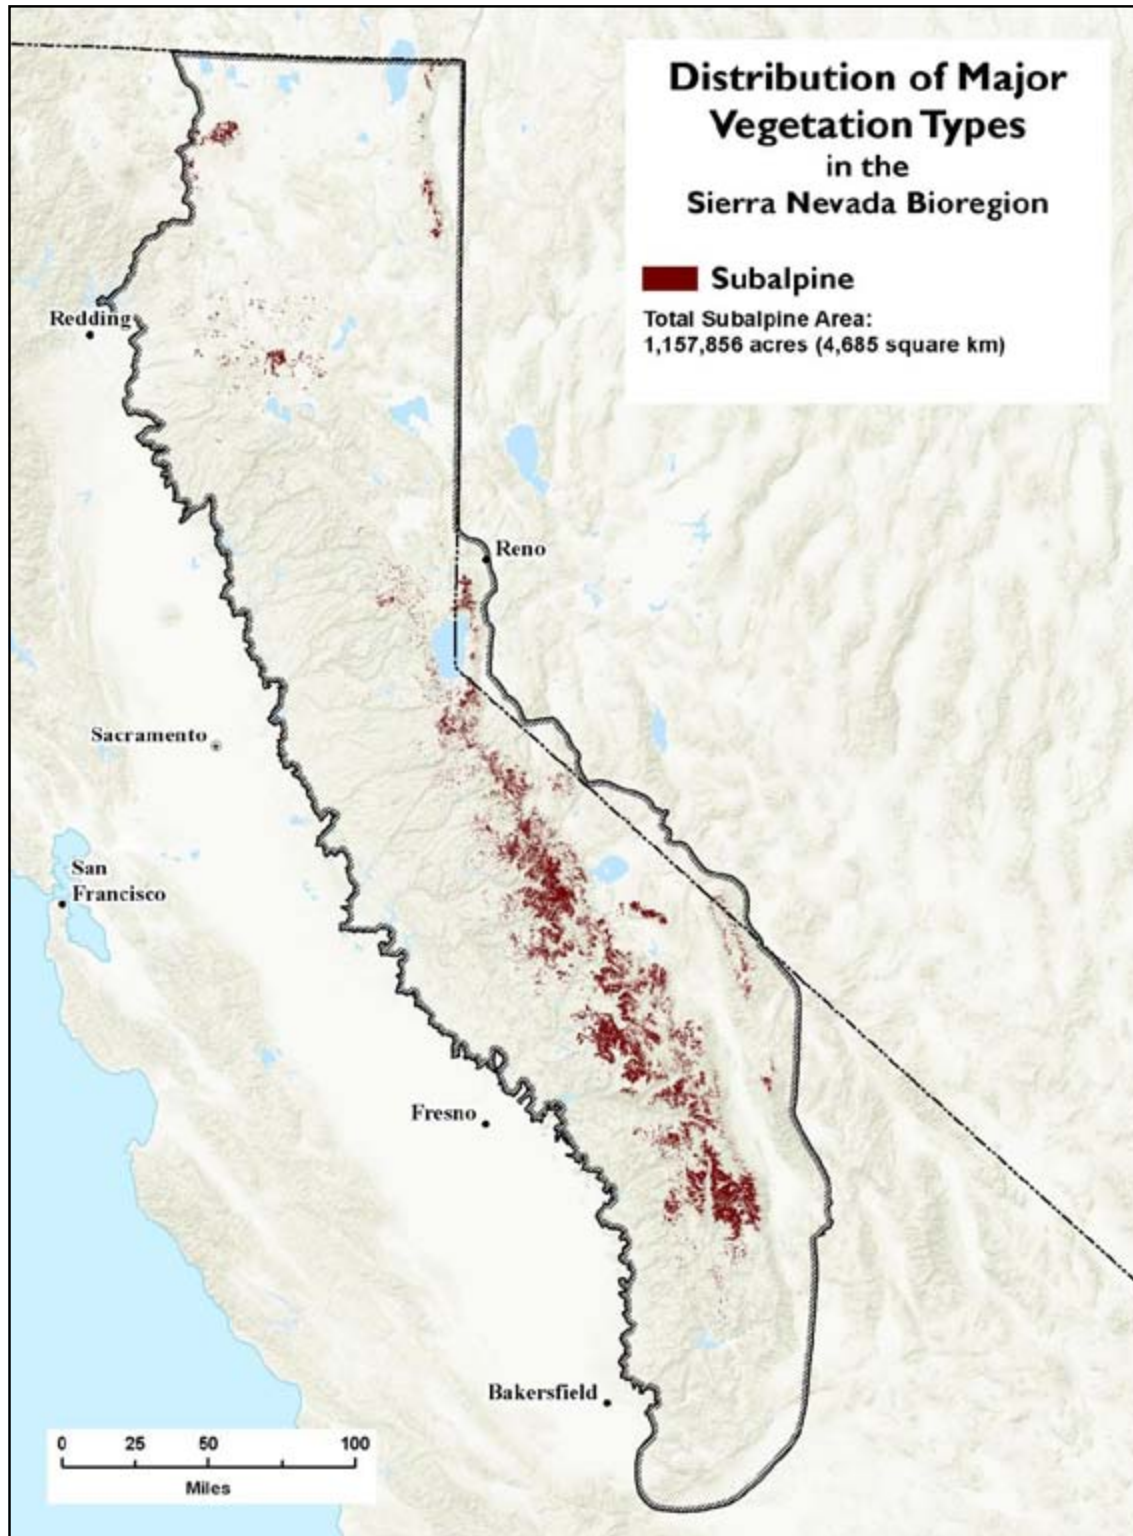 Distribution of Major
Vegetation Types
in the
Sierra Nevada Bioregion
Subalpine
Total Subalpine Area:
1,157,856 acres (4,685 square km)
Redding
Reno
Sacramento
San
Francisco
Fresno
Bakersfield
0 25 50 100
Miles